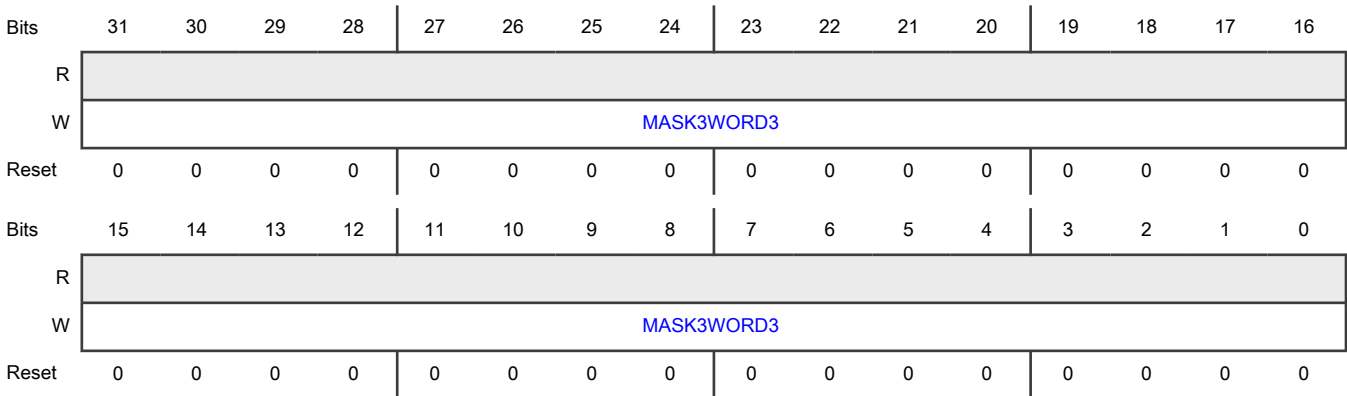 Bits 31 30 29 28 27 26 25 24 23 22 21 20 19 18 17 16
R
W MASK3WORD3
Reset 0 0 0 0 0 0 0 0 0 0 0 0 0 0 0 0
Bits 15 14 13 12 11 10 9 8 7 6 5 4 3 2 1 0
R
W MASK3WORD3
Reset 0 0 0 0 0 0 0 0 0 0 0 0 0 0 0 0